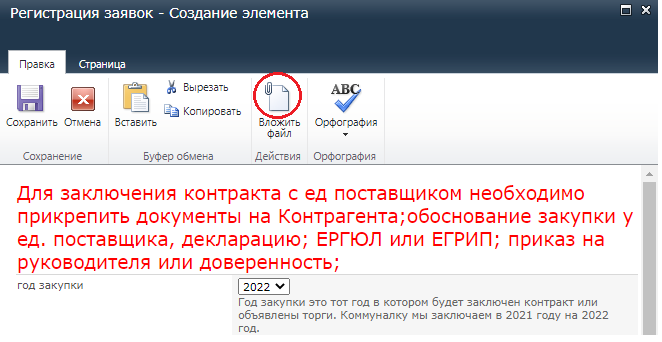 Регистрация заявок - Создание элемента
Правка Страница
Сохранить Отмена Вставить Вырезать Копировать Вложить файл ABC Орфография
Сохранение Буфер обмена Действия Орфография
Для заключения контракта с ед поставщиком необходимо
прикрепить документы на Контрагента;обоснование закупки у
ед. поставщика, декларацию; ЕРГЮЛ или ЕГРИП; приказ на
руководителя или доверенность;
год закупки 2022
Год закупки это тот год в котором будет заключен контракт или
объявлены торги. Коммуналку мы заключаем в 2021 году на 2022
год.